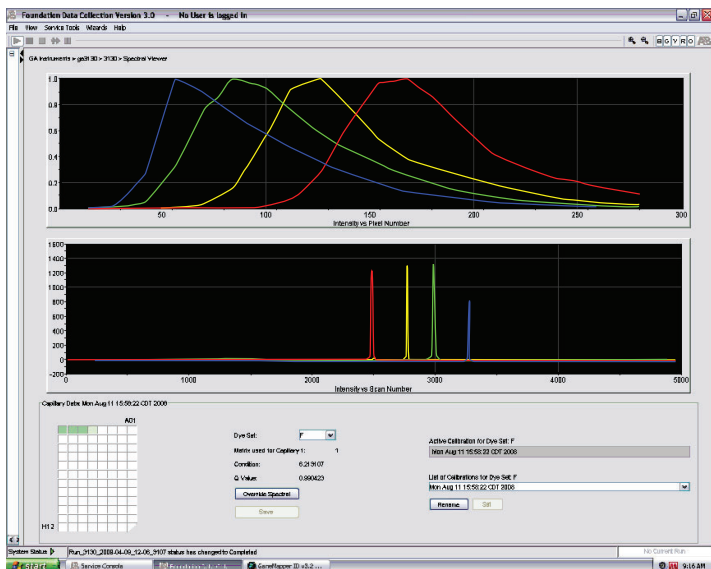 Foundation Data Collection Version 3.0 - No User is logged in
File View Service Tools Wizards Help
B G Y R O
GA Instruments > ga3130 > 3130 > Spectral Viewer
1.0
0.8
0.6
0.4
0.2
0.0
50 100 150 200 250 300
Intensity vs Pixel Number
1600
1400
1200
1000
800
600
400
200
0
-200
0 1000 2000 3000 4000 5000
Intensity vs Scan Number
Capillary Data: Mon Aug 11 15:58:22 CDT 2008
A01
H12
Dye Set: F
Matrix used for Capillary 1: 1
Condition: 6.213107
Q Value: 0.990423
Override Spectral
Save
Active Calibration for Dye Set: F
Mon Aug 11 15:58:22 CDT 2008
List of Calibrations for Dye Set: F
Mon Aug 11 15:58:22 CDT 2008
Rename Set
System Status Run_3130_2008-04-09_12-06_3107 status has changed to Completed
No Current Run
start Service Console GeneMapper ID v3.2 ... 9:16 AM